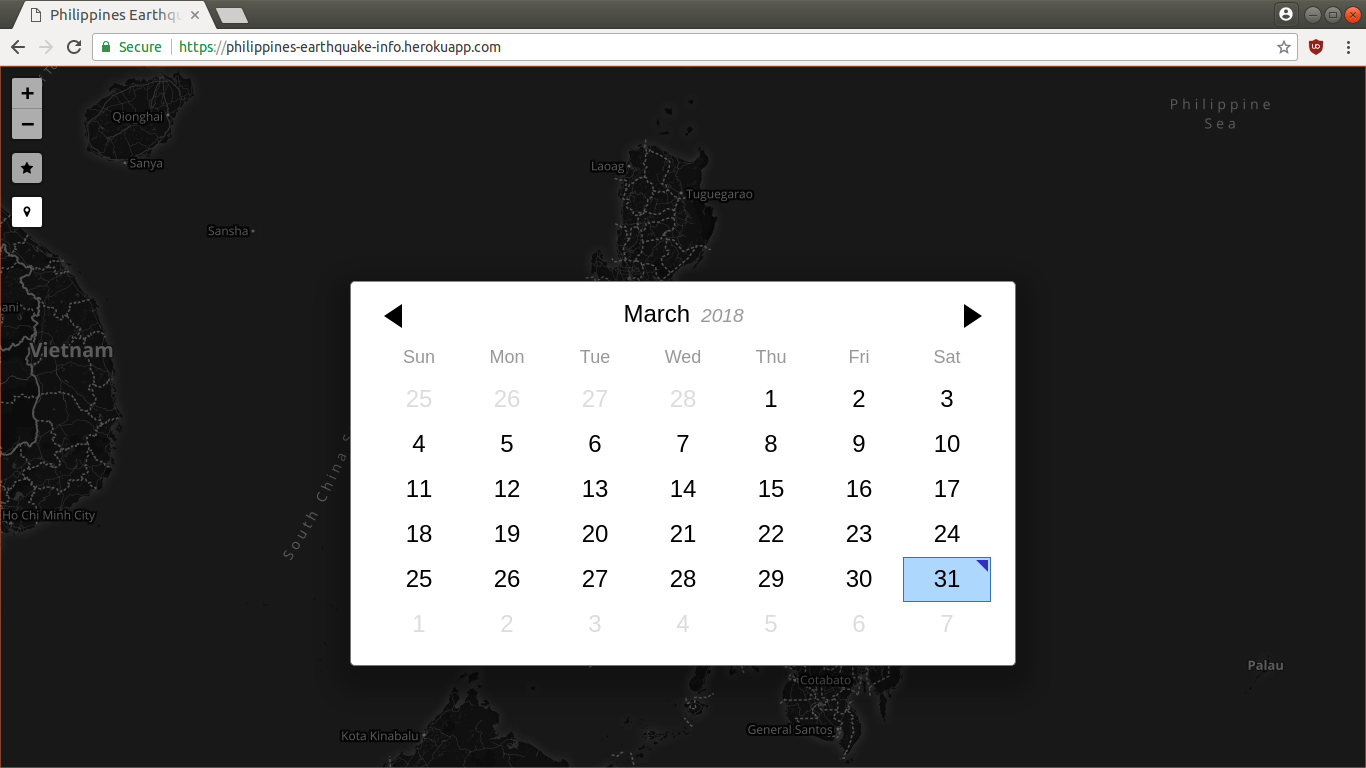 Philippines Earthqu
Secure
https://philippines-earthquake-info.herokuapp.com
+
−
Qionghai
Sanya
Sansha
Laoag
Tuguegarao
Philippine
Sea
ani
Vietnam
Ho Chi Minh City
South China S
March 2018
Sun Mon Tue Wed Thu Fri Sat
25 26 27 28 1 2 3
4 5 6 7 8 9 10
11 12 13 14 15 16 17
18 19 20 21 22 23 24
25 26 27 28 29 30 31
1 2 3 4 5 6 7
Palau
Cotabato
General Santos
Kota Kinabalu